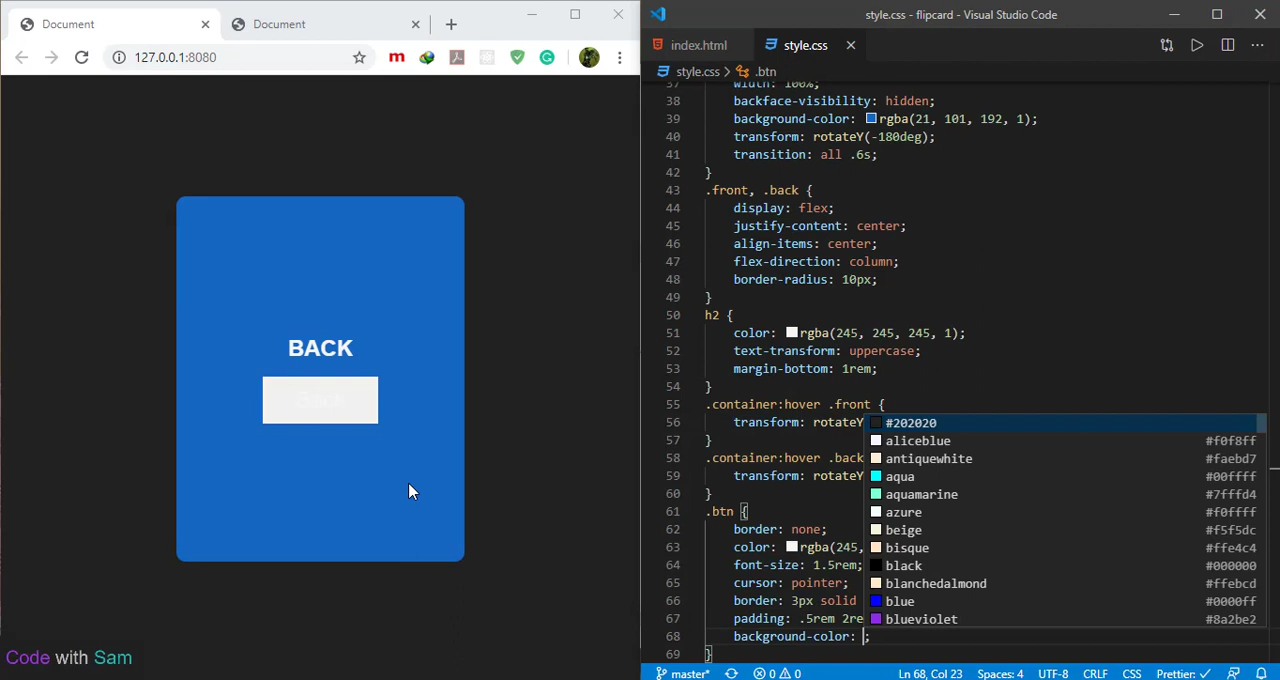 Document
Document
127.0.0.1:8080
BACK
Back
Code with Sam
style.css - flipcard - Visual Studio Code
index.html
style.css
style.css > .btn
37 width: 100%;
38 backface-visibility: hidden;
39 background-color: rgba(21, 101, 192, 1);
40 transform: rotateY(-180deg);
41 transition: all .6s;
42 }
43 .front, .back {
44 display: flex;
45 justify-content: center;
46 align-items: center;
47 flex-direction: column;
48 border-radius: 10px;
49 }
50 h2 {
51 color: rgba(245, 245, 245, 1);
52 text-transform: uppercase;
53 margin-bottom: 1rem;
54 }
55 .container:hover .front {
56 transform: rotateY
57 }
58 .container:hover .back
59 transform: rotateY
60 }
61 .btn {
62 border: none;
63 color: rgba(245,
64 font-size: 1.5rem;
65 cursor: pointer;
66 border: 3px solid
67 padding: .5rem 2re
68 background-color: ;
69 }
#202020
aliceblue #f0f8ff
antiquewhite #faebd7
aqua #00ffff
aquamarine #7fffd4
azure #f0ffff
beige #f5f5dc
bisque #ffe4c4
black #000000
blanchedalmond #ffebcd
blue #0000ff
blueviolet #8a2be2
master* 0 0 Ln 68, Col 23 Spaces: 4 UTF-8 CRLF CSS Prettier: ✓